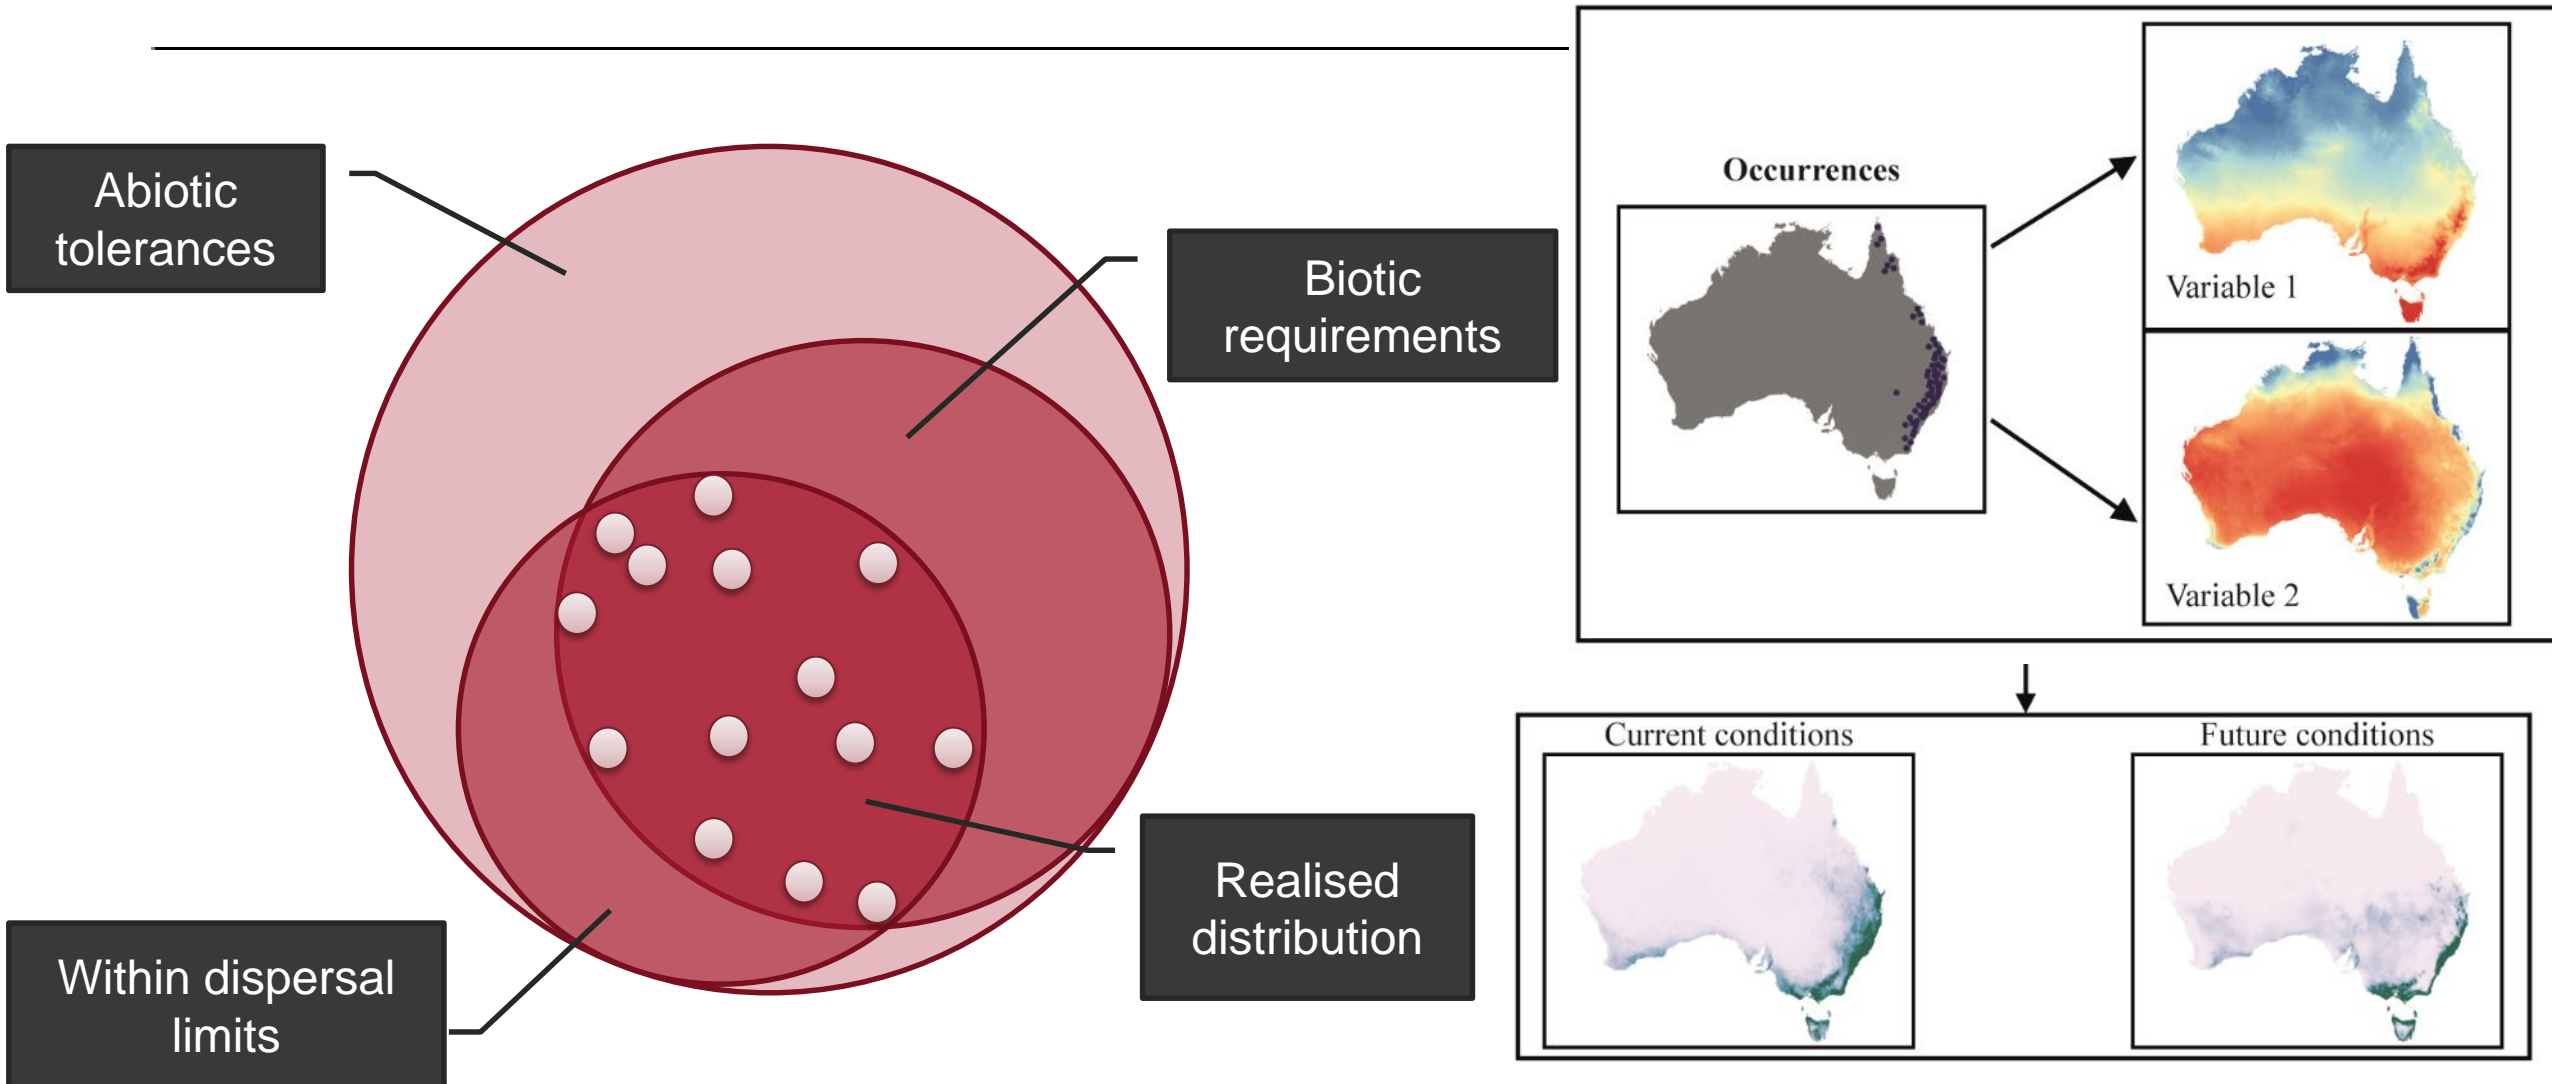 Abiotic
tolerances
Biotic
requirements
Within dispersal
limits
Realised
distribution
Occurrences
Variable 1
Variable 2
Current conditions
Future conditions